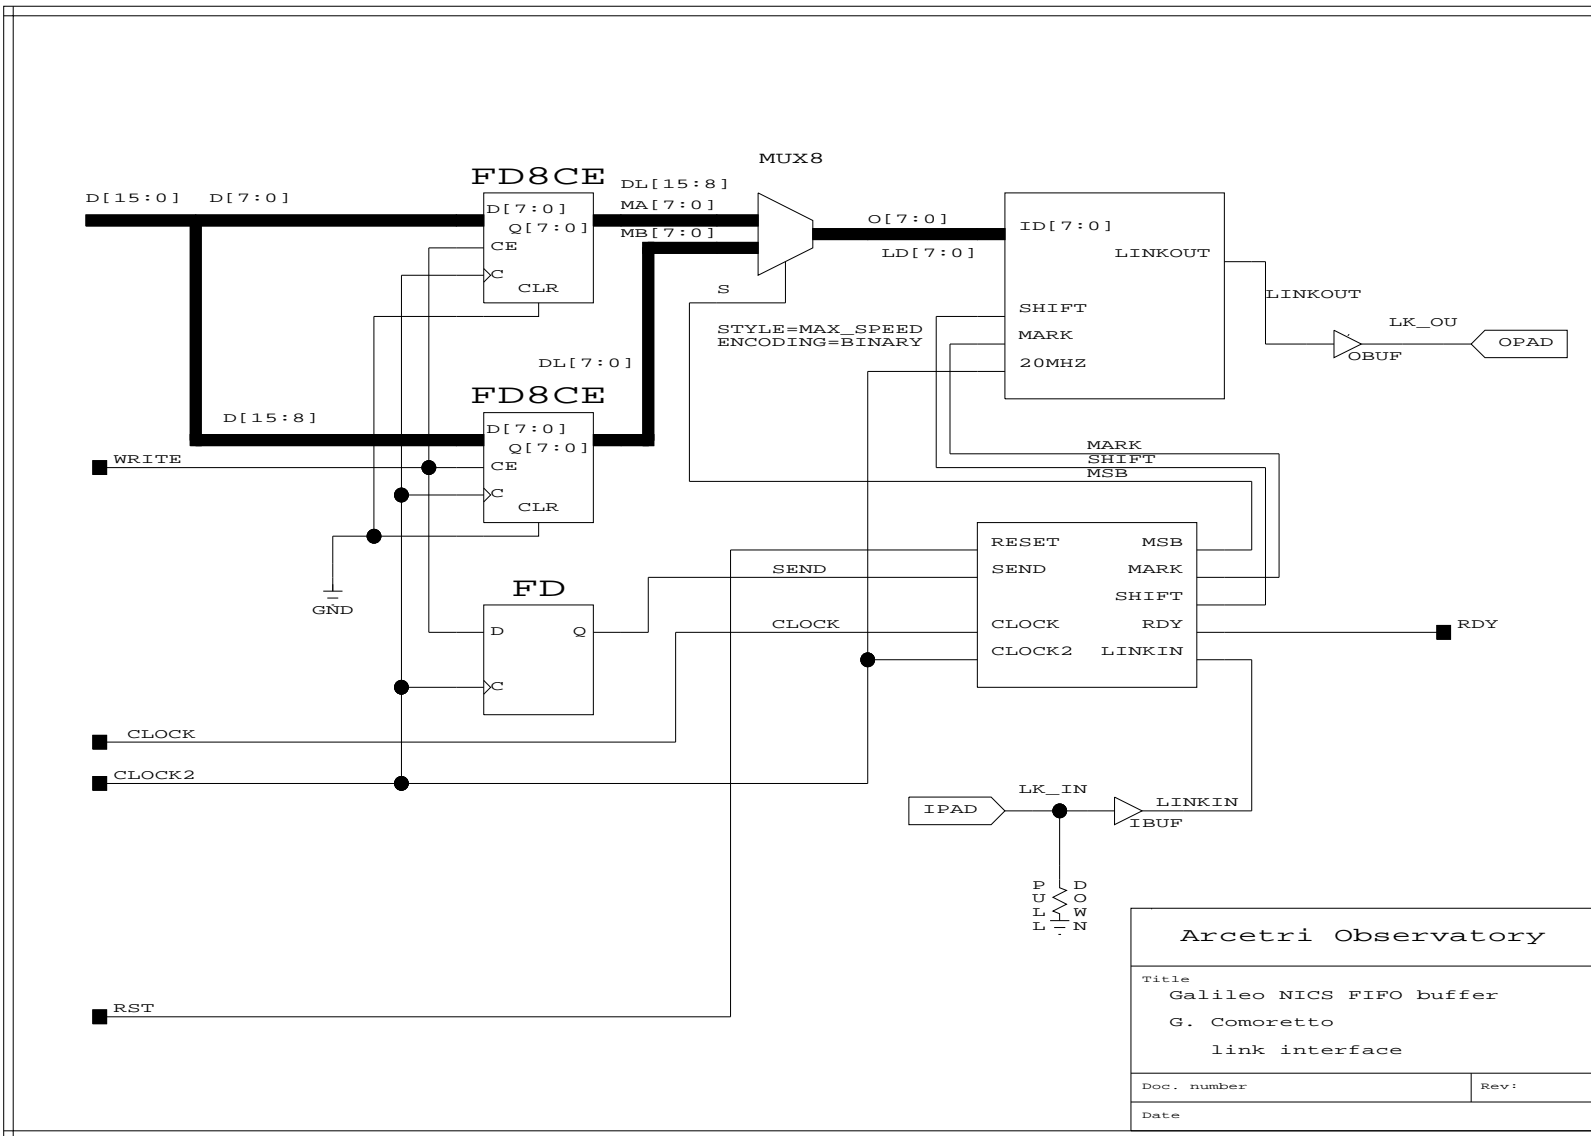 MUX8
FD8CE
DL[15:8]
D[15:0] D[7:0]
D[7:0]
MA[7:0]
Q[7:0]
O[7:0]
ID[7:0]
MB[7:0]
CE
LD[7:0]
LINKOUT
C
CLR
S
LINKOUT
SHIFT
STYLE=MAX_SPEED
ENCODING=BINARY
MARK
LK_OU
OPAD
OBUF
20MHZ
DL[7:0]
FD8CE
D[15:8]
D[7:0]
Q[7:0]
WRITE
CE
MARK
SHIFT
MSB
C
CLR
RESET
MSB
SEND
SEND
MARK
FD
SHIFT
GND
D
Q
CLOCK
CLOCK
RDY
RDY
CLOCK2
LINKIN
C
CLOCK
CLOCK2
LK_IN
LINKIN
IPAD
IBUF
PULL
DOWN
Arcetri Observatory
Title
Galileo NICS FIFO buffer
G. Comoretto
link interface
RST
Doc. number
Rev:
Date